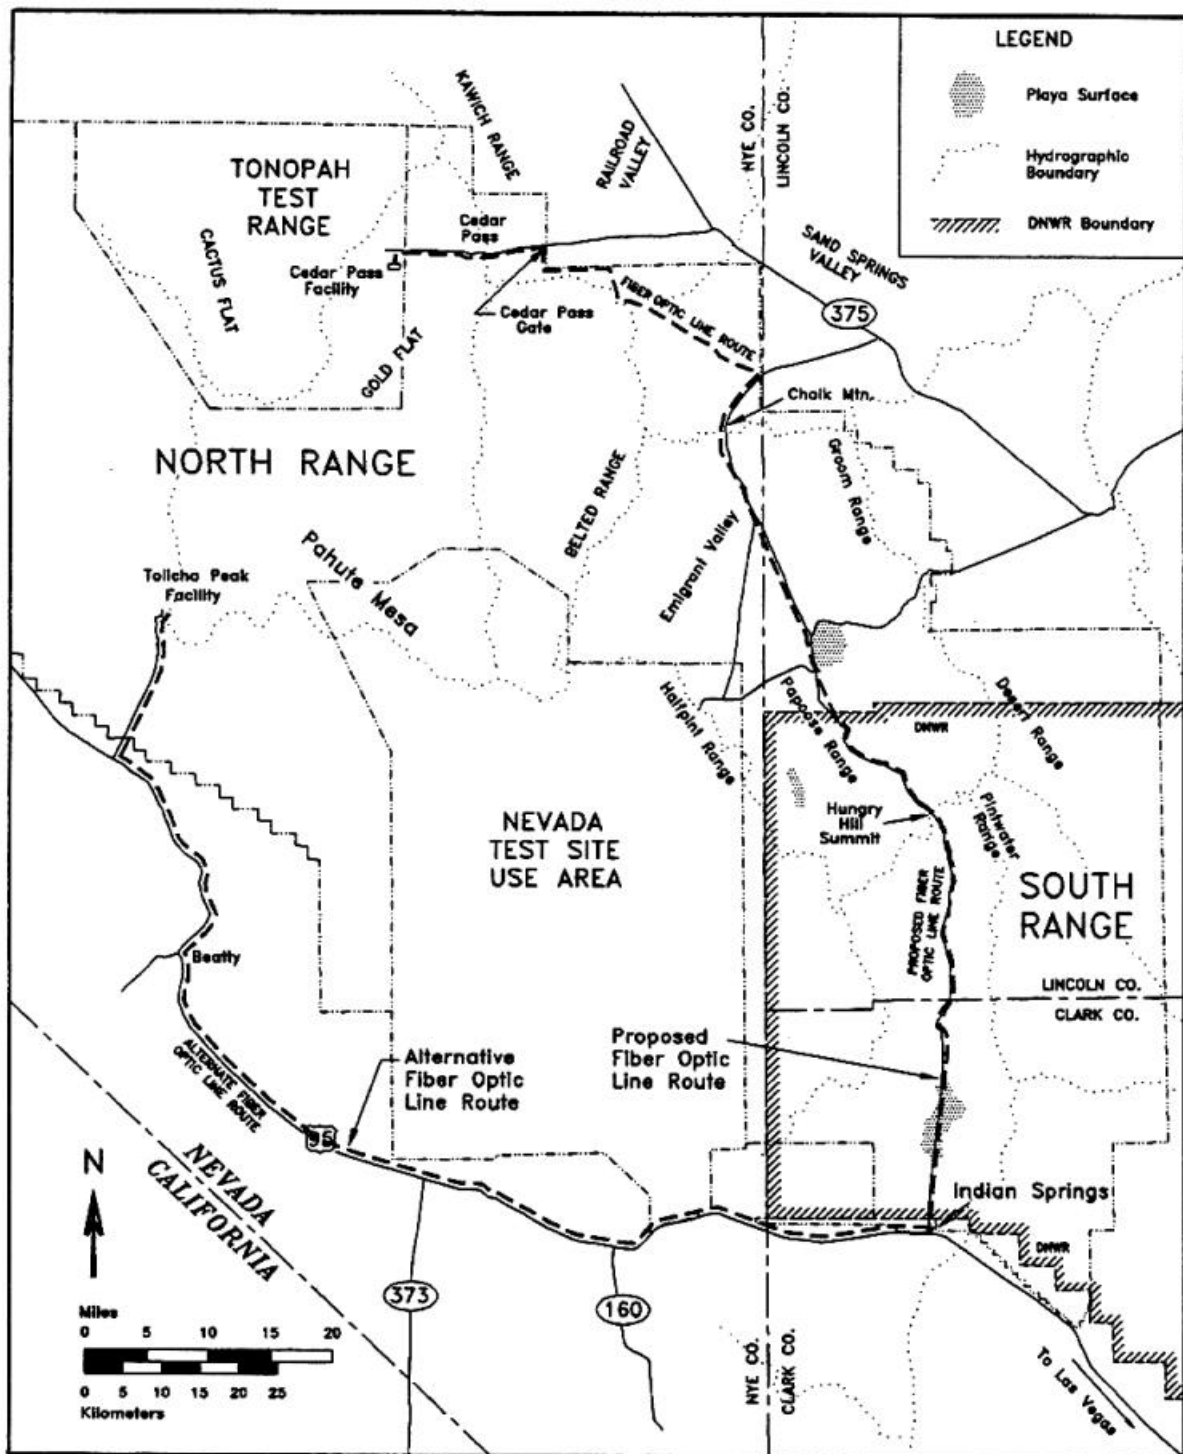 LEGEND
Playa Surface
Hydrographic
Boundary
DNWR Boundary
KAWICH RANGE
RAILROAD
VALLEY
NYE CO.
LINCOLN CO.
TONOPAH
TEST
RANGE
CACTUS FLAT
Cedar
Pass
Cedar Pass
Facility
Cedar Pass
Gate
GOLD FLAT
FIBER OPTIC LINE ROUTE
SAND SPRINGS
VALLEY
375
Chalk Mtn.
NORTH RANGE
Groom Range
BELTED RANGE
Emigrant Valley
Pahute Mesa
Tolicha Peak
Facility
Halfpint Range
Papoose Range
Desert Range
DNWR
Hungry
Hill
Summit
Pintwater
Range
NEVADA
TEST SITE
USE AREA
SOUTH
RANGE
PROPOSED FIBER
OPTIC LINE ROUTE
Beatty
LINCOLN CO.
CLARK CO.
Proposed
Fiber Optic
Line Route
Alternative
Fiber Optic
Line Route
ALTERNATE FIBER
OPTIC LINE ROUTE
95
N
NEVADA
CALIFORNIA
Indian Springs
DNWR
373
160
Miles
0 5 10 15 20
0 5 10 15 20 25
Kilometers
NYE CO.
CLARK CO.
To Las Vegas